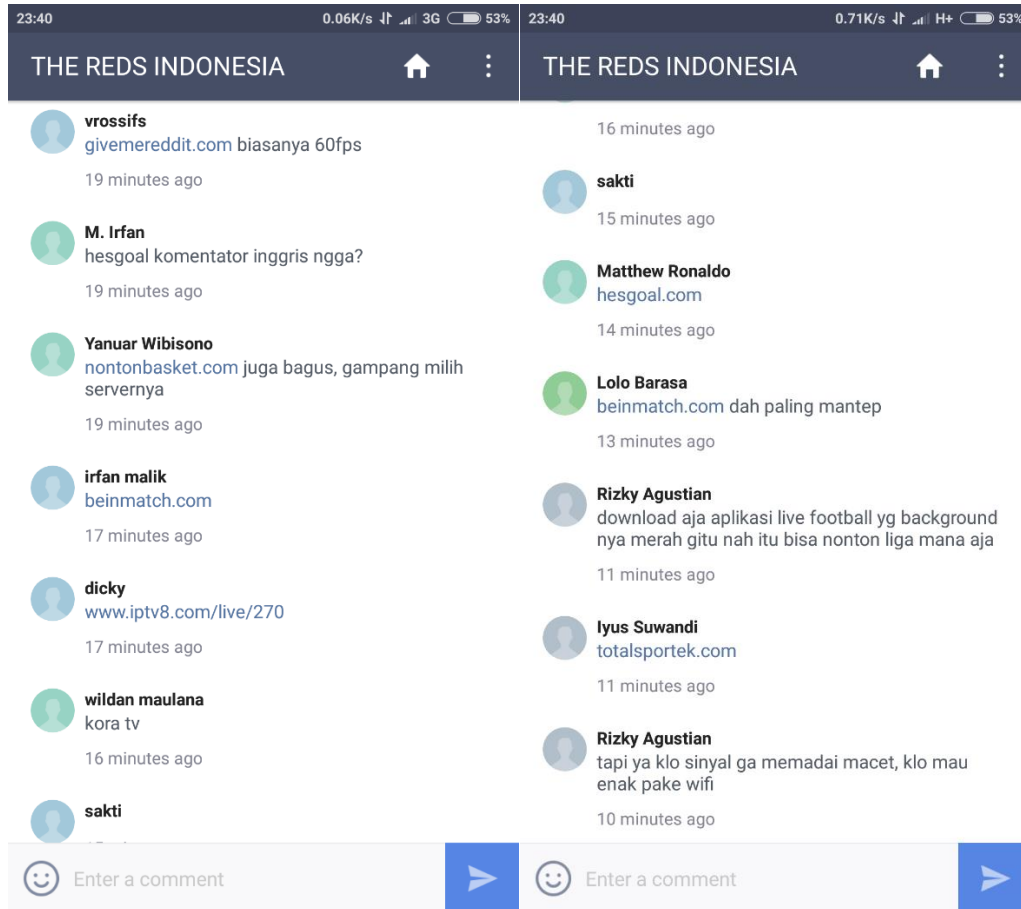 23:40 0.06K/s 3G 53%
THE REDS INDONESIA
vrossifs
givemereddit.com biasanya 60fps
19 minutes ago
M. Irfan
hesgoal komentator inggris ngga?
19 minutes ago
Yanuar Wibisono
nontonbasket.com juga bagus, gampang milih
servernya
19 minutes ago
irfan malik
beinmatch.com
17 minutes ago
dicky
www.iptv8.com/live/270
17 minutes ago
wildan maulana
kora tv
16 minutes ago
sakti
Enter a comment
23:40 0.71K/s H+ 53%
THE REDS INDONESIA
16 minutes ago
sakti
15 minutes ago
Matthew Ronaldo
hesgoal.com
14 minutes ago
Lolo Barasa
beinmatch.com dah paling mantep
13 minutes ago
Rizky Agustian
download aja aplikasi live football yg background
nya merah gitu nah itu bisa nonton liga mana aja
11 minutes ago
Iyus Suwandi
totalsportek.com
11 minutes ago
Rizky Agustian
tapi ya klo sinyal ga memadai macet, klo mau
enak pake wifi
10 minutes ago
Enter a comment